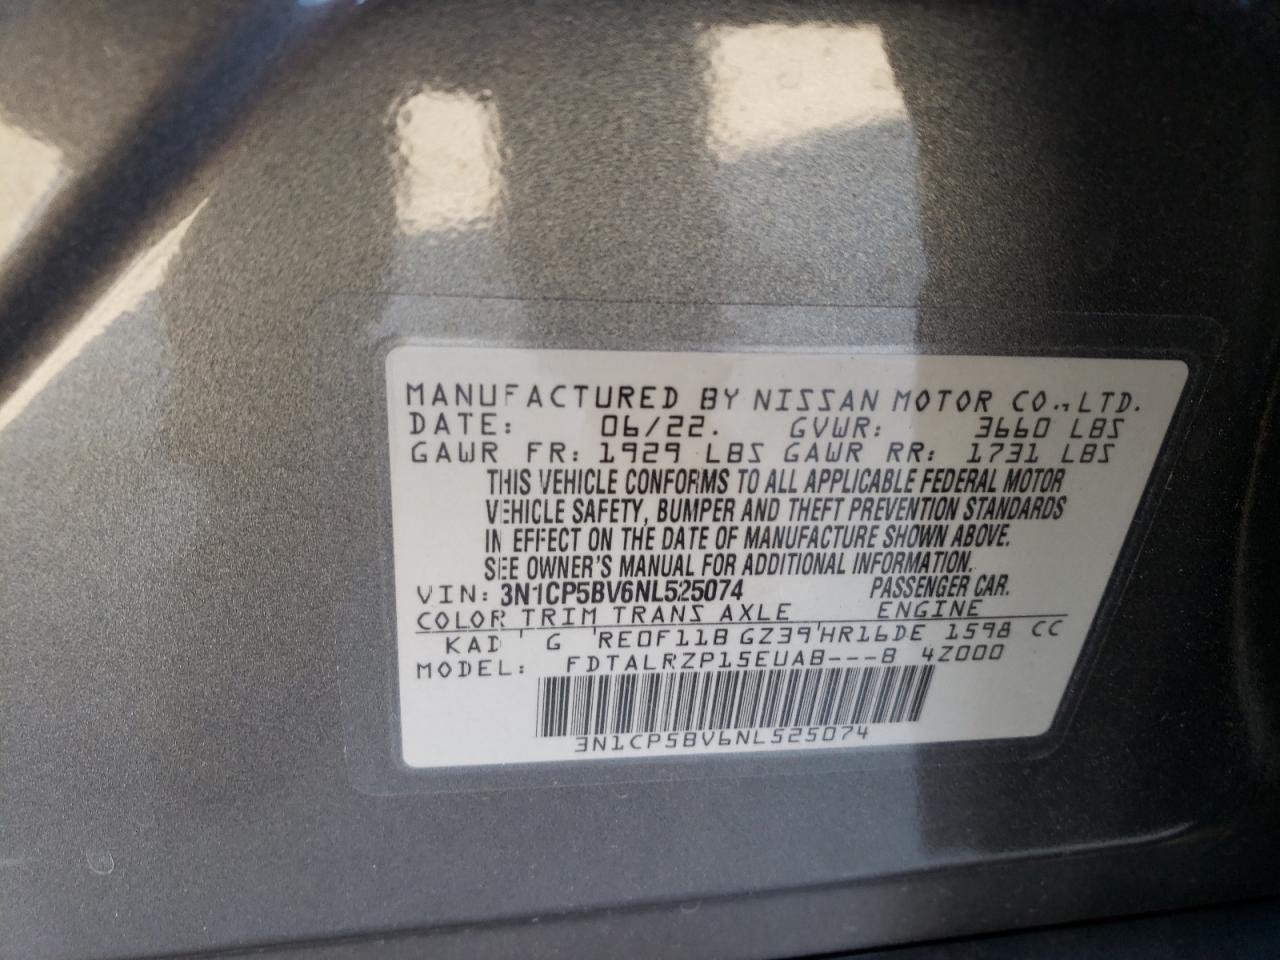 MANUFACTURED BY NISSAN MOTOR CO., LTD.
DATE: 06/22. GVWR: 3660 LBS
GAWR FR: 1929 LBS GAWR RR: 1731 LBS
THIS VEHICLE CONFORMS TO ALL APPLICABLE FEDERAL MOTOR
VEHICLE SAFETY, BUMPER AND THEFT PREVENTION STANDARDS
IN EFFECT ON THE DATE OF MANUFACTURE SHOWN ABOVE.
SEE OWNER'S MANUAL FOR ADDITIONAL INFORMATION.
VIN: 3N1CP5BV6NL525074 PASSENGER CAR.
COLOR TRIM TRANS AXLE ENGINE
KAD G RE0F11B GZ39 HR16DE 1598 CC
MODEL: FDTALRZP15EUAB---B 4Z000
3N1CP5BV6NL525074